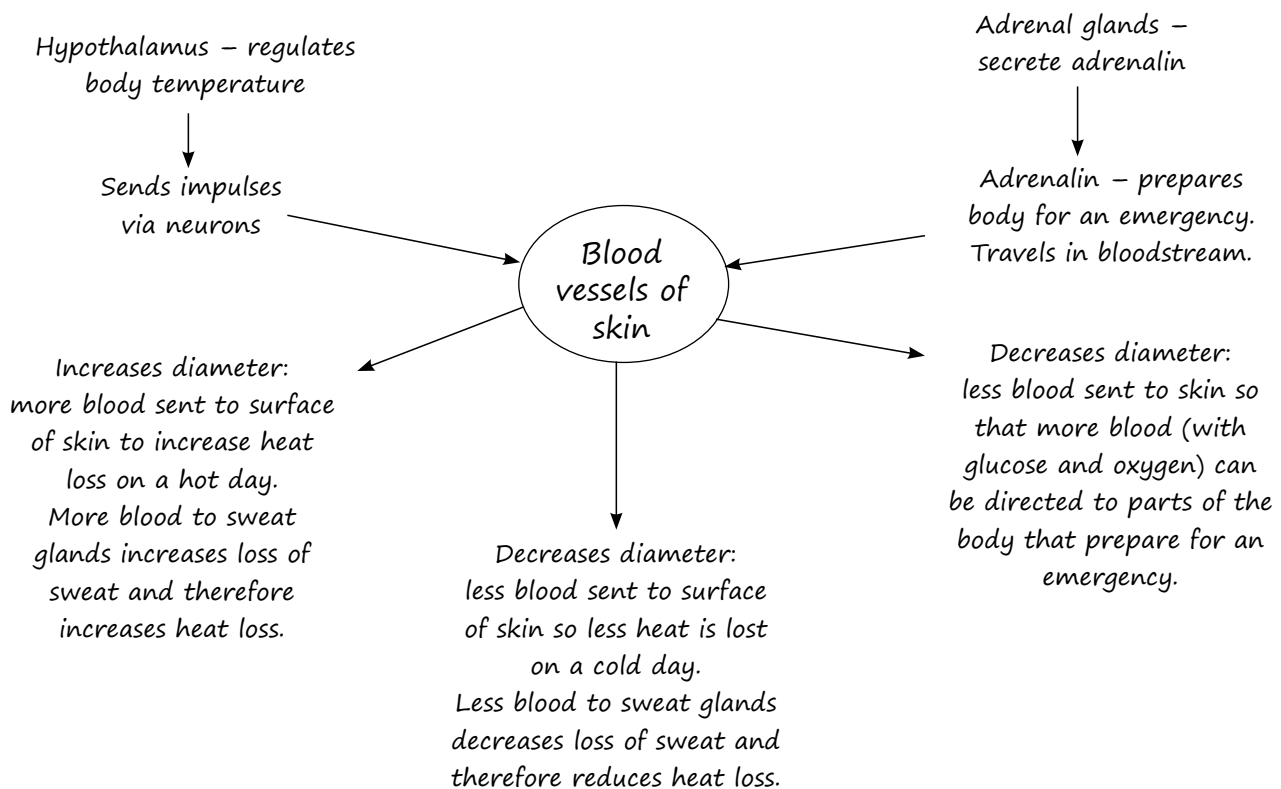 Hypothalamus – regulates
body temperature
Sends impulses
via neurons
Adrenal glands –
secrete adrenalin
Adrenalin – prepares
body for an emergency.
Travels in bloodstream.
Blood
vessels of
skin
Increases diameter:
more blood sent to surface
of skin to increase heat
loss on a hot day.
More blood to sweat
glands increases loss of
sweat and therefore
increases heat loss.
Decreases diameter:
less blood sent to surface
of skin so less heat is lost
on a cold day.
Less blood to sweat glands
decreases loss of sweat and
therefore reduces heat loss.
Decreases diameter:
less blood sent to skin so
that more blood (with
glucose and oxygen) can
be directed to parts of the
body that prepare for an
emergency.